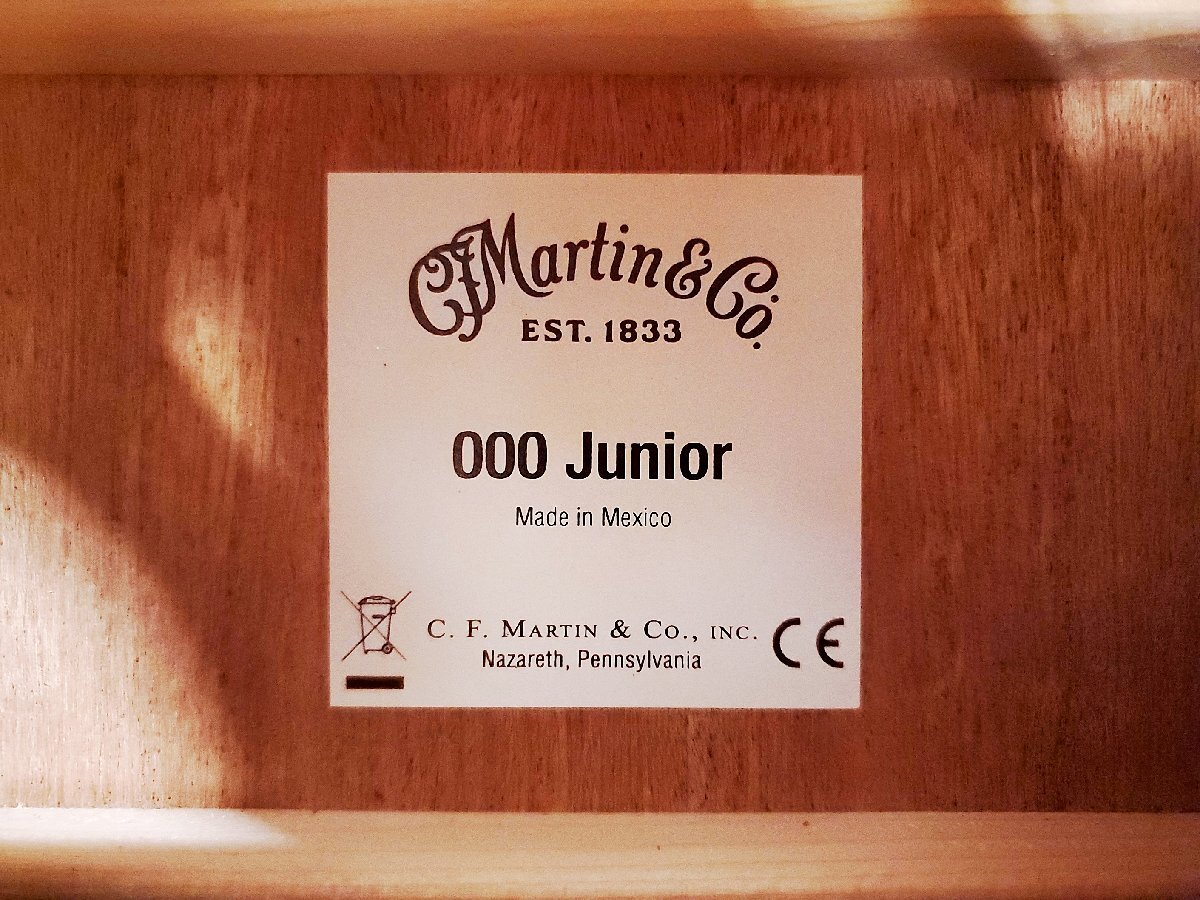 CFMartin & Co.
EST. 1833
000 Junior
Made in Mexico
C. F. MARTIN & CO., INC.
Nazareth, Pennsylvania
CE